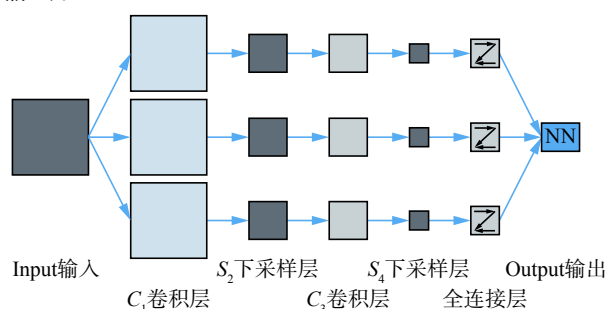 NN
Input输入
S₂下采样层
S₄下采样层
Output输出
C₁卷积层
C₃卷积层
全连接层